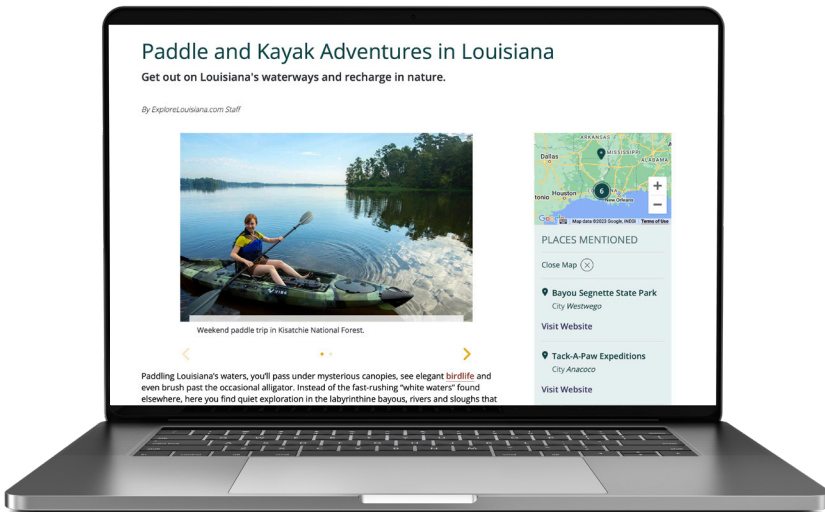 Paddle and Kayak Adventures in Louisiana
Get out on Louisiana's waterways and recharge in nature.
By ExploreLouisiana.com Staff
ARKANSAS
Dallas
MISSISSIPPI
ALABAMA
Houston
tonio
6
New Orleans
+
−
Google
Map data ©2023 Google, INEGI
Terms of Use
VIBE
Weekend paddle trip in Kisatchie National Forest.
PLACES MENTIONED
Close Map
Bayou Segnette State Park
City Westwego
Visit Website
Tack-A-Paw Expeditions
City Anacoco
Visit Website
Paddling Louisiana's waters, you'll pass under mysterious canopies, see elegant birdlife and
even brush past the occasional alligator. Instead of the fast-rushing "white waters" found
elsewhere, here you find quiet exploration in the labyrinthine bayous, rivers and sloughs that